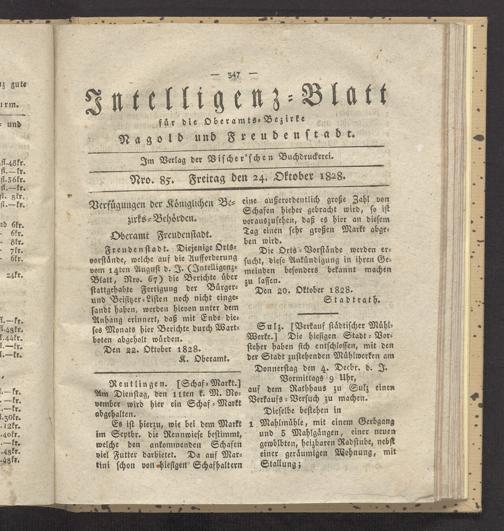 — 347 —
Intelligenz-Blatt
für die Oberamts-Bezirke
Nagold und Freudenstadt.
Im Verlag der Vischer'schen Buchdruckerei.
Nro. 85. Freitag den 24. Oktober 1828.
Verfügungen der Königlichen Be-
zirks-Behörden.
Oberamt Freudenstadt.
Freudenstadt. Diejenige Orts-
vorstände, welche auf die Aufforderung
vom 14ten August d. J. (Intelligenz-
Blatt, Nro. 67) die Berichte über
stattgehabte Fertigung der Bürger-
und Beisitzer-Listen noch nicht einge-
sandt haben, werden hievon unter dem
Anhang erinnert, daß mit Ende die-
ses Monats hier Berichte durch Wart-
boten abgeholt würden.
Den 22. Oktober 1828.
K. Oberamt.
Reutlingen. [Schaf-Markt.]
Am Dienstag, den 11ten k. M. No-
vember wird hier ein Schaf-Markt
abgehalten.
Es ist hierzu, wie bei dem Markt
im Septbr. die Rennwiese bestimmt,
welche den ankommenden Schafen
viel Futter darbietet. Da auf Mar-
tini schon von hiesigen Schafhaltern
eine außerordentlich große Zahl von
Schafen hieher gebracht wird, so ist
vorauszusehen, daß es hier an diesem
Tag einen sehr großen Markt abge-
ben wird.
Die Orts-Vorstände werden er-
sucht, diese Ankündigung in ihren Ge-
meinden besonders bekannt machen
zu lassen.
Den 20. Oktober 1828.
Stadtrath.
Sulz. [Verkauf städtischer Mühl-
Werk.] Die hiesigen Stadt-Vor-
steher haben sich entschlossen, mit den
der Stadt zustehenden Mühlwerken am
Donnerstag den 4. Decbr. d. J.
Vormittags 9 Uhr,
auf dem Rathhaus zu Sulz einen
Verkaufs-Versuch zu machen.
Dieselbe bestehen in
1 Mahlmühle, mit einem Gerbgang
und 5 Mahlgängen, einer neuen
gewölbten, heizbaren Radstube, nebst
einer geräumigen Wohnung, mit
Stallung;